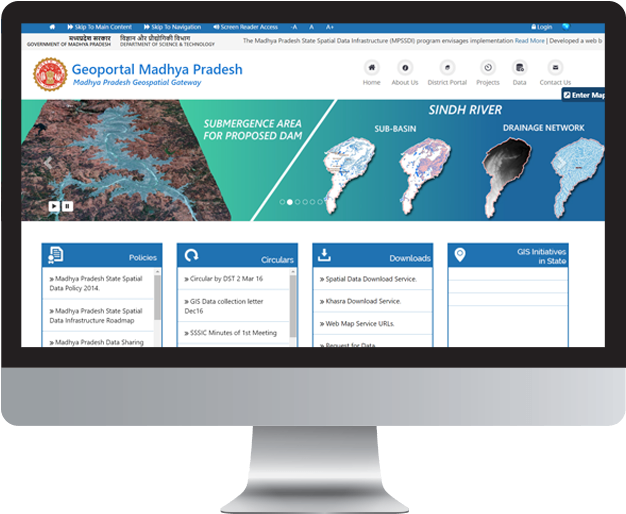 Skip To Main Content Skip To Navigation Screen Reader Access -A A A+ Login
मध्यप्रदेश सरकार विज्ञान और प्रौद्योगिकी विभाग
GOVERNMENT OF MADHYA PRADESH DEPARTMENT OF SCIENCE & TECHNOLOGY The Madhya Pradesh State Spatial Data Infrastructure (MPSSDI) program envisages implementation Read More | Developed a web b
Geoportal Madhya Pradesh
Madhya Pradesh Geospatial Gateway
Home About Us District Portal Projects Data Contact Us
Enter Map
SUBMERGENCE AREA
FOR PROPOSED DAM
SINDH RIVER
SUB-BASIN DRAINAGE NETWORK
Policies
» Madhya Pradesh State Spatial
Data Policy 2014.
» Madhya Pradesh State Spatial
Data Infrastructure Roadmap
» Madhya Pradesh Data Sharing
Circulars
» Circular by DST 2 Mar 16
» GIS Data collection letter
Dec16
» SSSIC Minutes of 1st Meeting
Downloads
» Spatial Data Download Service.
» Khasra Download Service.
» Web Map Service URLs.
» Request for Data
GIS Initiatives
in State